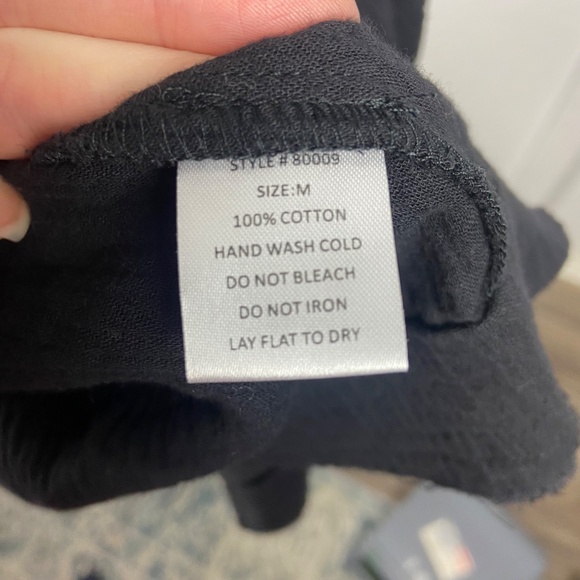 STYLE # 80009
SIZE:M
100% COTTON
HAND WASH COLD
DO NOT BLEACH
DO NOT IRON
LAY FLAT TO DRY